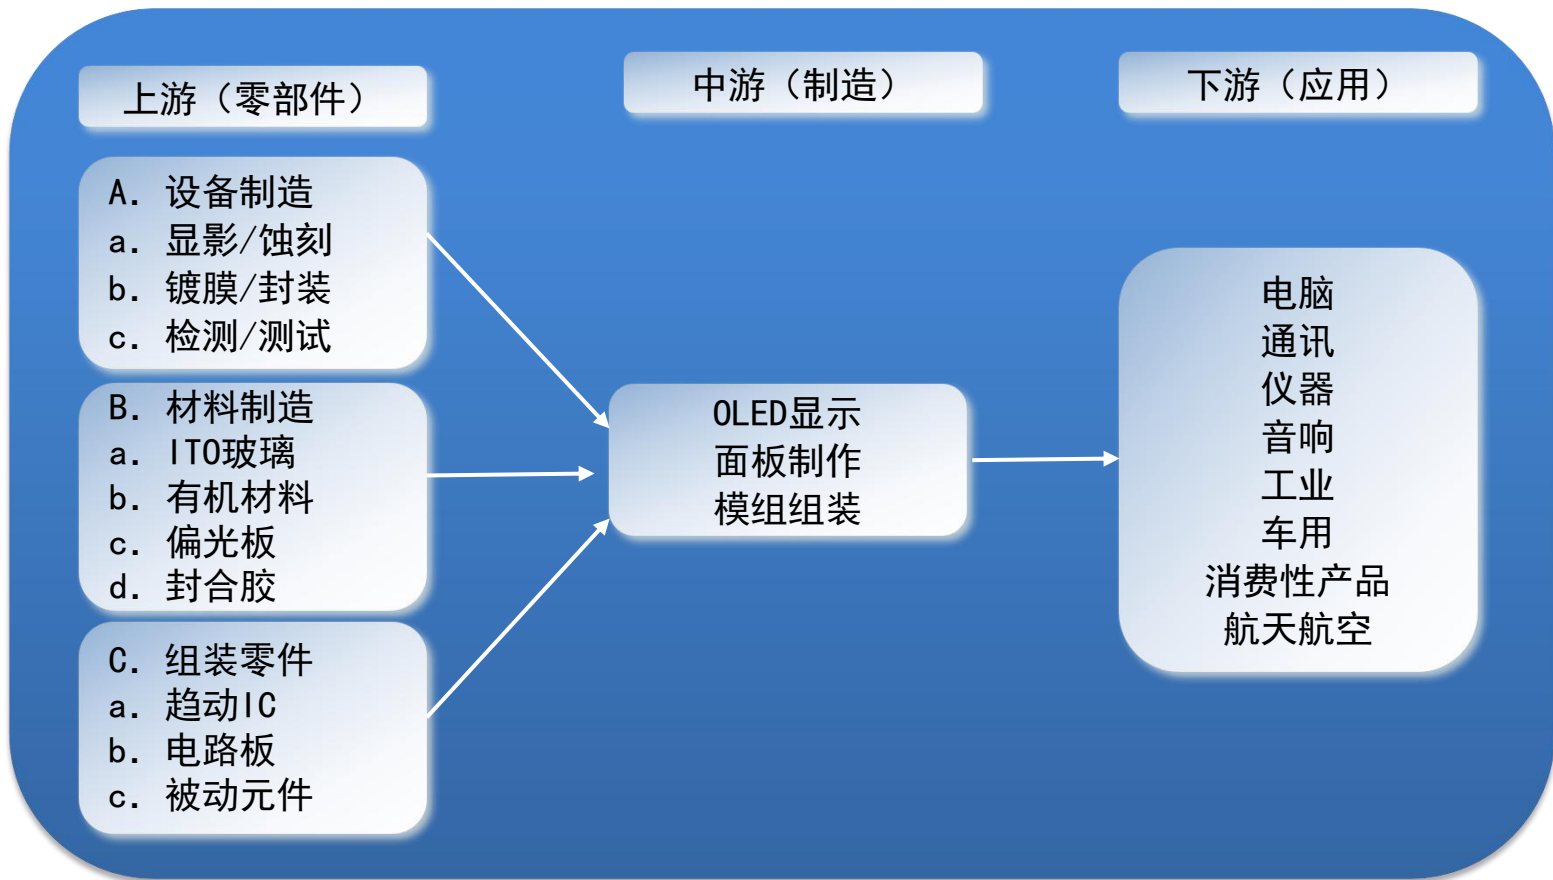 上游（零部件）
A. 设备制造
a. 显影/蚀刻
b. 镀膜/封装
c. 检测/测试
B. 材料制造
a. ITO玻璃
b. 有机材料
c. 偏光板
d. 封合胶
C. 组装零件
a. 趋动IC
b. 电路板
c. 被动元件
中游（制造）
OLED显示
面板制作
模组组装
下游（应用）
电脑
通讯
仪器
音响
工业
车用
消费性产品
航天航空